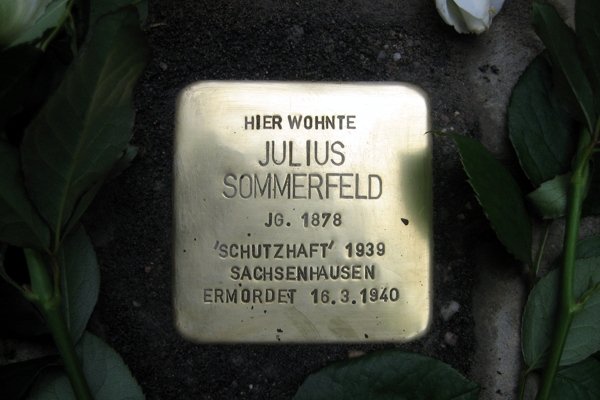 HIER WOHNTE
JULIUS
SOMMERFELD
JG. 1878
'SCHUTZHAFT' 1939
SACHSENHAUSEN
ERMORDET 16.3.1940